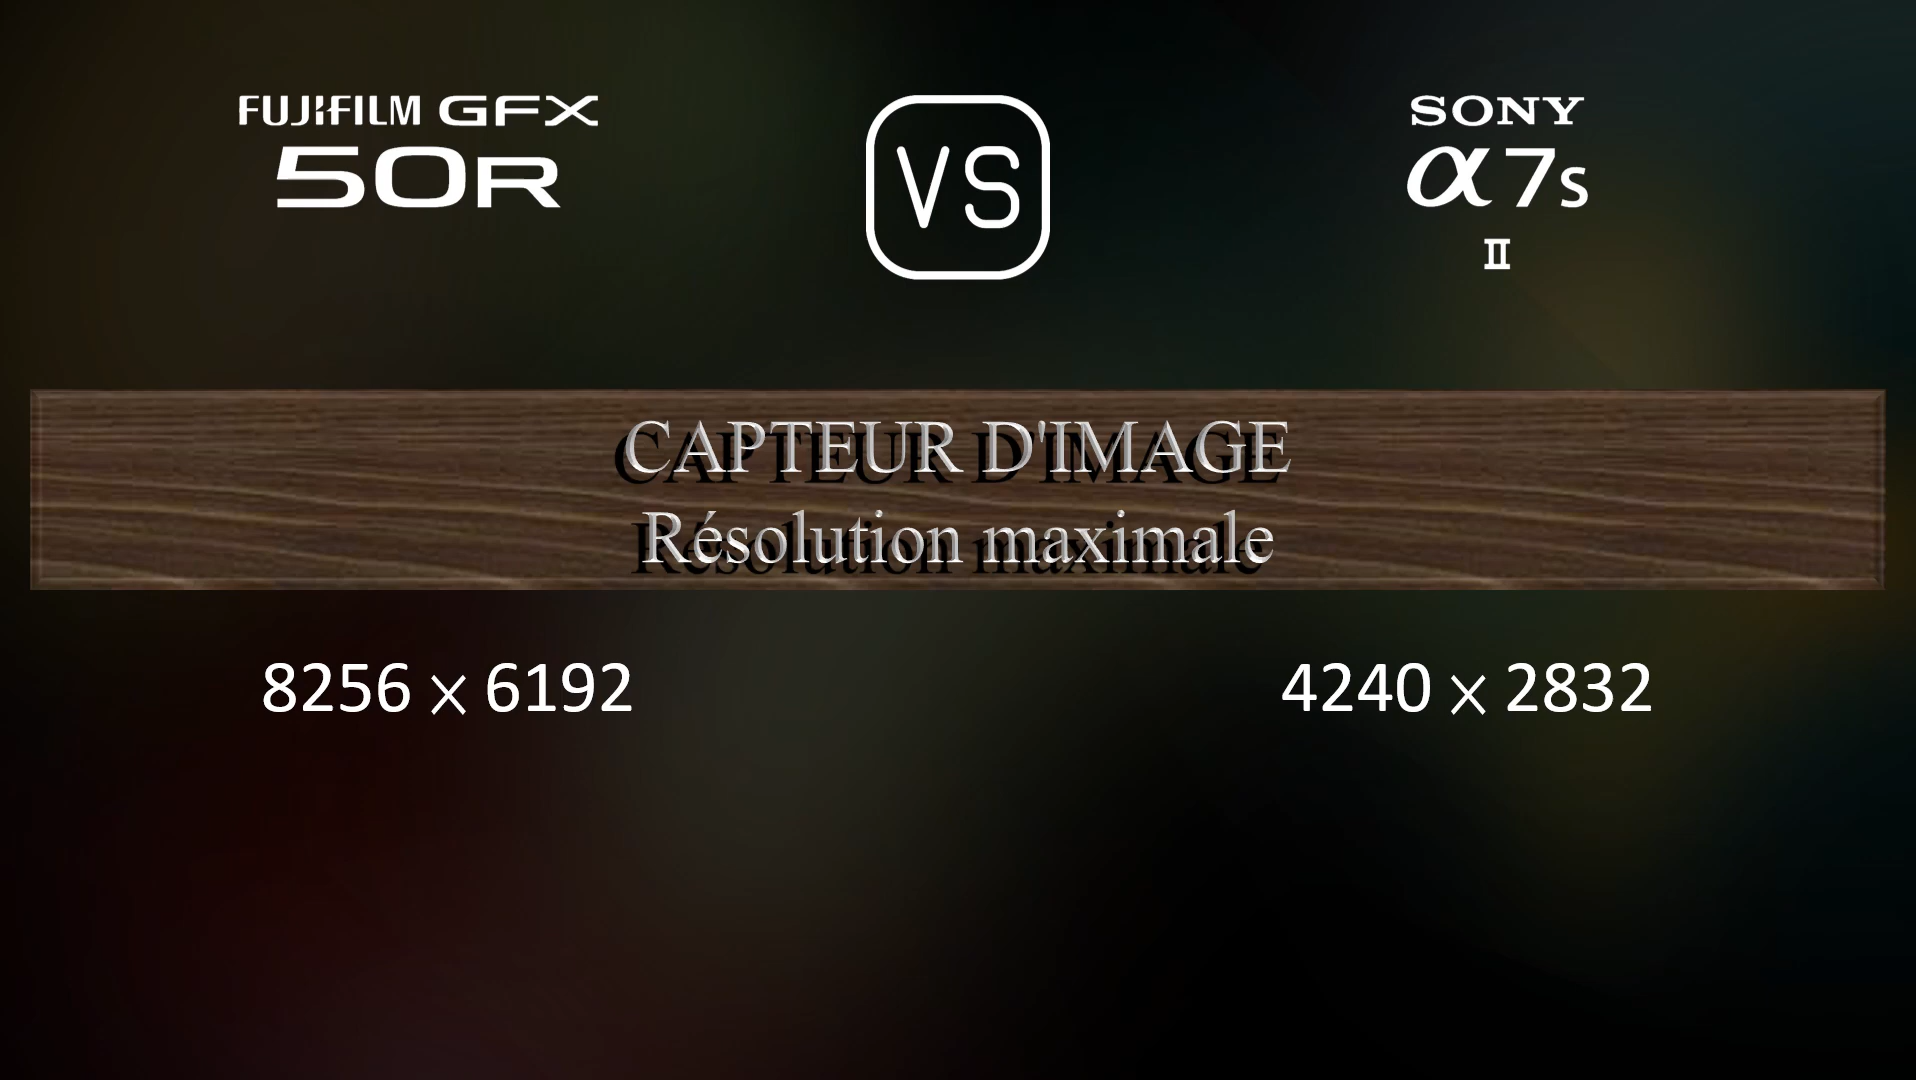 FUJIFILM GFX
50R
VS
SONY
α7s
II
CAPTEUR D'IMAGE
Résolution maximale
8256 x 6192
4240 x 2832